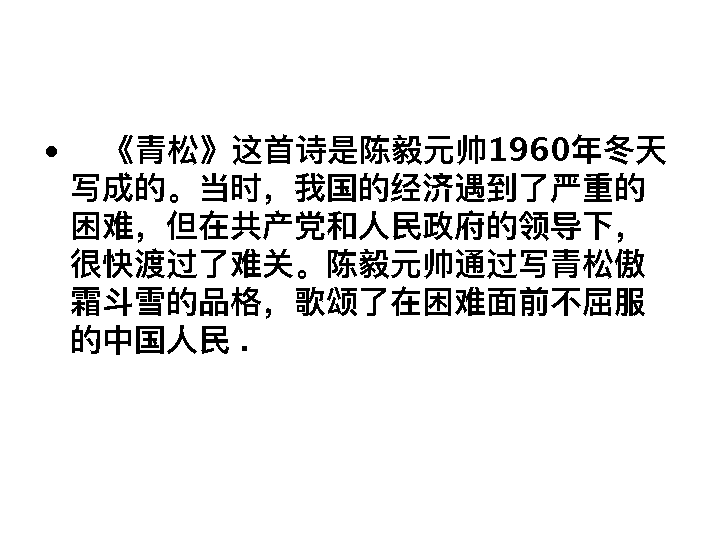 • 《青松》这首诗是陈毅元帅1960年冬天
写成的。当时，我国的经济遇到了严重的
困难，但在共产党和人民政府的领导下，
很快渡过了难关。陈毅元帅通过写青松傲
霜斗雪的品格，歌颂了在困难面前不屈服
的中国人民．